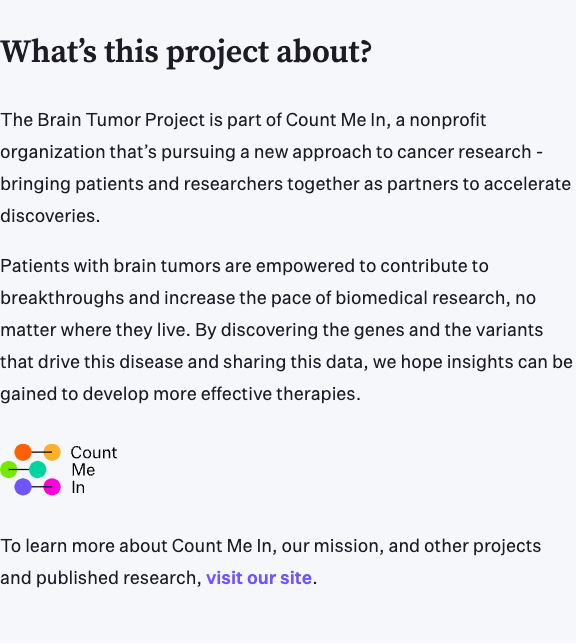 What’s this project about?
The Brain Tumor Project is part of Count Me In, a nonprofit
organization that’s pursuing a new approach to cancer research -
bringing patients and researchers together as partners to accelerate
discoveries.
Patients with brain tumors are empowered to contribute to
breakthroughs and increase the pace of biomedical research, no
matter where they live. By discovering the genes and the variants
that drive this disease and sharing this data, we hope insights can be
gained to develop more effective therapies.
Count
Me
In
To learn more about Count Me In, our mission, and other projects
and published research, visit our site.